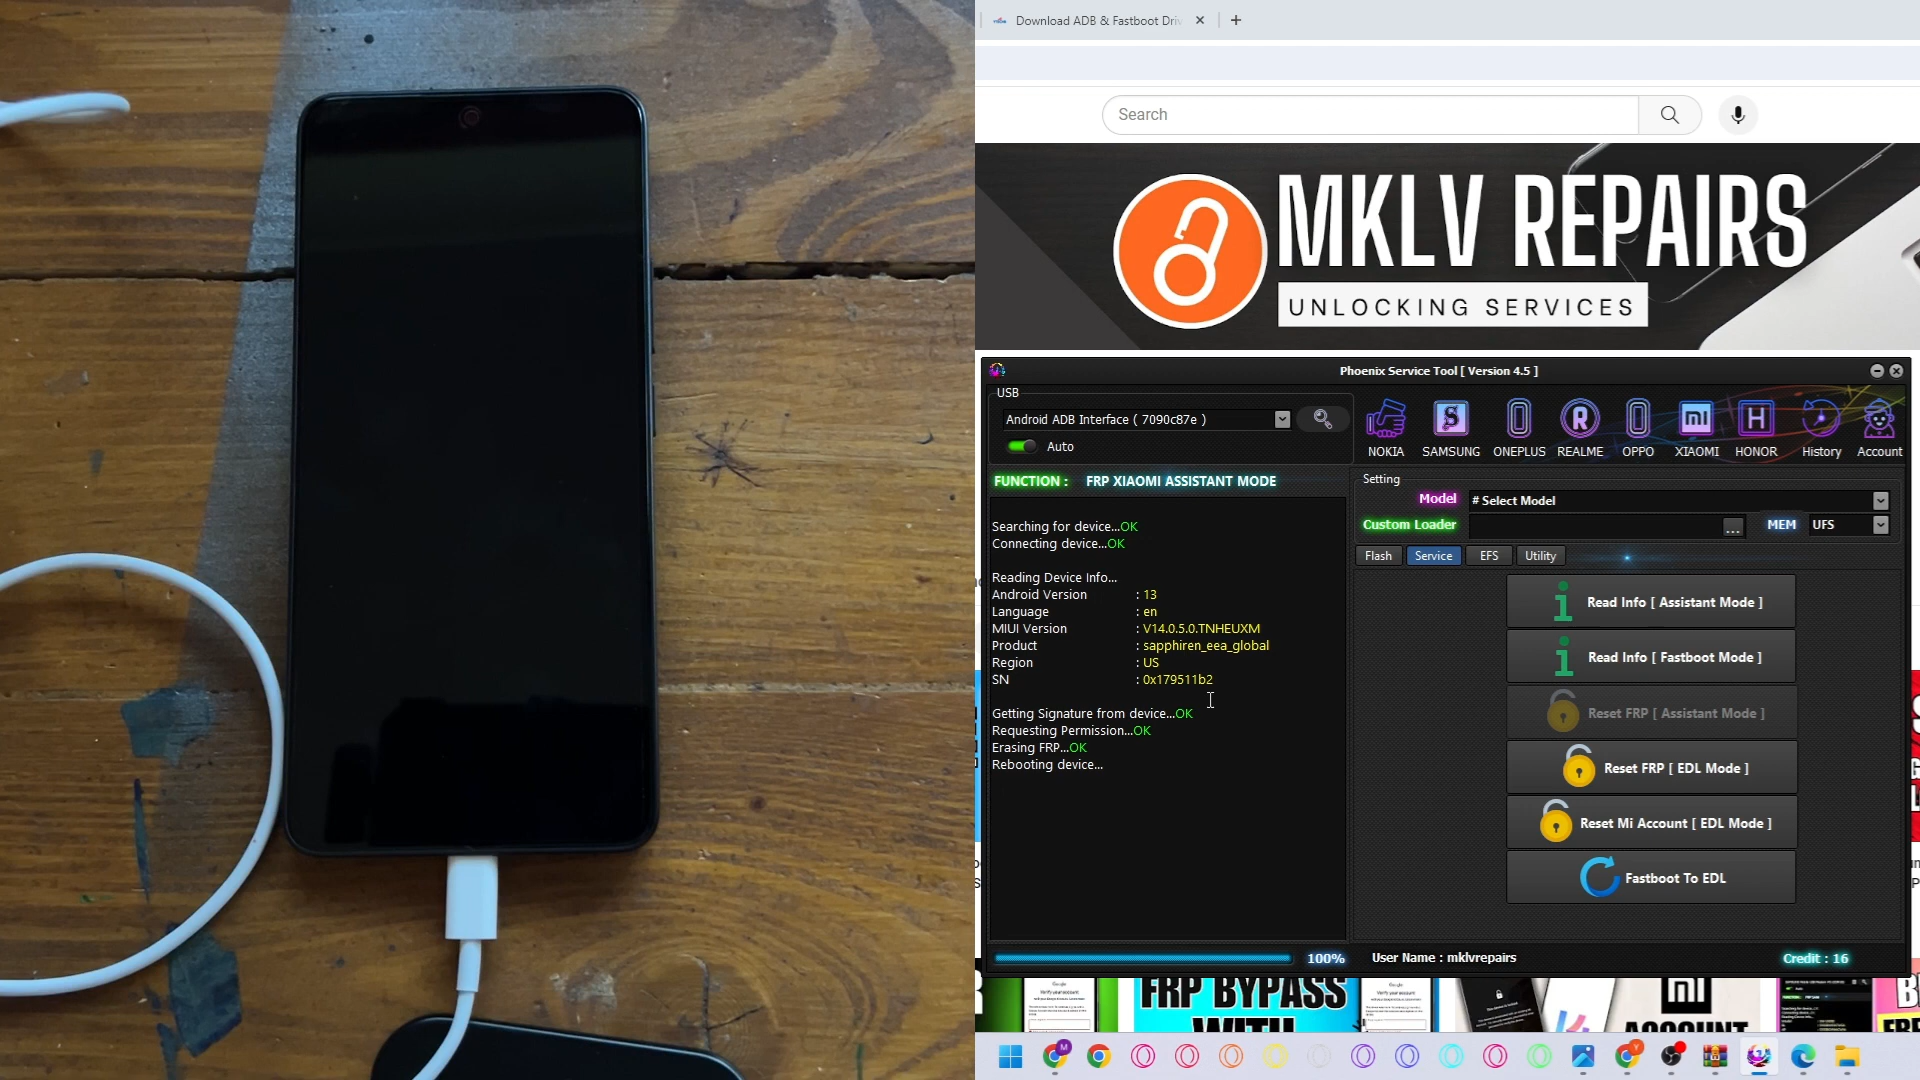 Download ADB & Fastboot Driv
Search
MKLV REPAIRS
UNLOCKING SERVICES
Phoenix Service Tool [ Version 4.5 ]
USB
Android ADB Interface ( 7090c87e )
Auto
NOKIA
SAMSUNG
ONEPLUS
REALME
OPPO
XIAOMI
HONOR
History
Account
FUNCTION : FRP XIAOMI ASSISTANT MODE
Searching for device...OK
Connecting device...OK
Reading Device Info...
Android Version : 13
Language : en
MIUI Version : V14.0.5.0.TNHEUXM
Product : sapphiren_eea_global
Region : US
SN : 0x179511b2
Getting Signature from device...OK
Requesting Permission...OK
Erasing FRP...OK
Rebooting device...
Setting
Model # Select Model
Custom Loader ... MEM UFS
Flash
Service
EFS
Utility
Read Info [ Assistant Mode ]
Read Info [ Fastboot Mode ]
Reset FRP [ Assistant Mode ]
Reset FRP [ EDL Mode ]
Reset Mi Account [ EDL Mode ]
Fastboot To EDL
100%
User Name : mklvrepairs
Credit : 16
FRP BYPASS
WITH
ACCOUNT